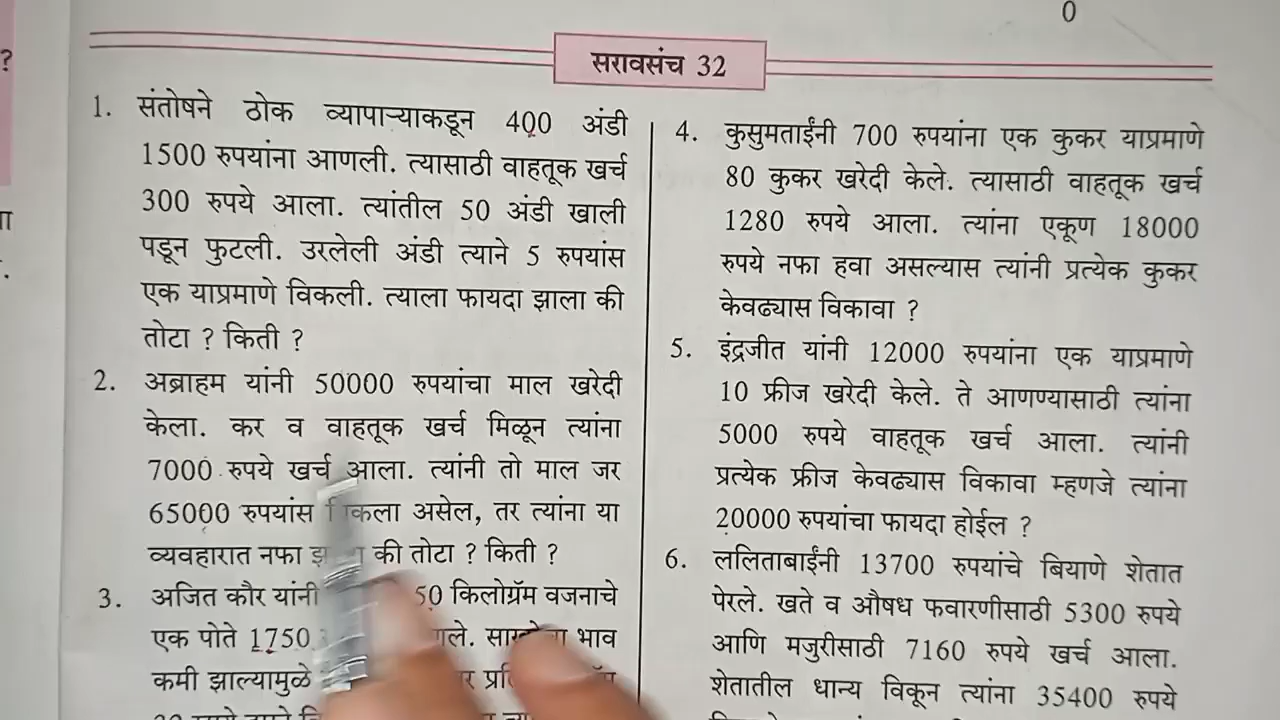 0
?
सरावसंच 32
1. संतोषने ठोक व्यापाऱ्याकडून 400 अंडी
1500 रुपयांना आणली. त्यासाठी वाहतूक खर्च
300 रुपये आला. त्यांतील 50 अंडी खाली
पडून फुटली. उरलेली अंडी त्याने 5 रुपयांस
एक याप्रमाणे विकली. त्याला फायदा झाला की
तोटा ? किती ?
2. अब्राहम यांनी 50000 रुपयांचा माल खरेदी
केला. कर व वाहतूक खर्च मिळून त्यांना
7000 रुपये खर्च आला. त्यांनी तो माल जर
65000 रुपयांस असेल, तर त्यांना या
व्यवहारात नफा की तोटा ? किती ?
3. अजित कौर यांनी 50 किलोग्रॅम वजनाचे
एक पोते 1750 भाव
कमी झाल्यामुळे
4. कुसुमताईंनी 700 रुपयांना एक कुकर याप्रमाणे
80 कुकर खरेदी केले. त्यासाठी वाहतूक खर्च
1280 रुपये आला. त्यांना एकूण 18000
रुपये नफा हवा असल्यास त्यांनी प्रत्येक कुकर
केवढ्यास विकावा ?
5. इंद्रजीत यांनी 12000 रुपयांना एक याप्रमाणे
10 फ्रीज खरेदी केले. ते आणण्यासाठी त्यांना
5000 रुपये वाहतूक खर्च आला. त्यांनी
प्रत्येक फ्रीज केवढ्यास विकावा म्हणजे त्यांना
20000 रुपयांचा फायदा होईल ?
6. ललिताबाईंनी 13700 रुपयांचे बियाणे शेतात
पेरले. खते व औषध फवारणीसाठी 5300 रुपये
आणि मजुरीसाठी 7160 रुपये खर्च आला.
शेतातील धान्य विकून त्यांना 35400 रुपये